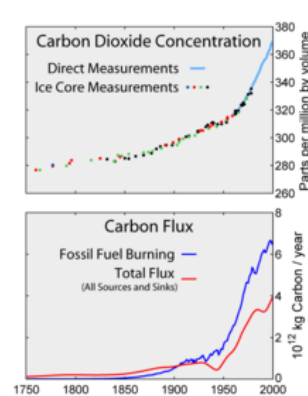 Carbon Dioxide Concentration
Direct Measurements
Ice Core Measurements
380
360
340
320
300
280
260
Parts per million by volume
Carbon Flux
Fossil Fuel Burning
Total Flux
(All Sources and Sinks)
8
6
4
2
0
10¹² kg Carbon / year
1750 1800 1850 1900 1950 2000